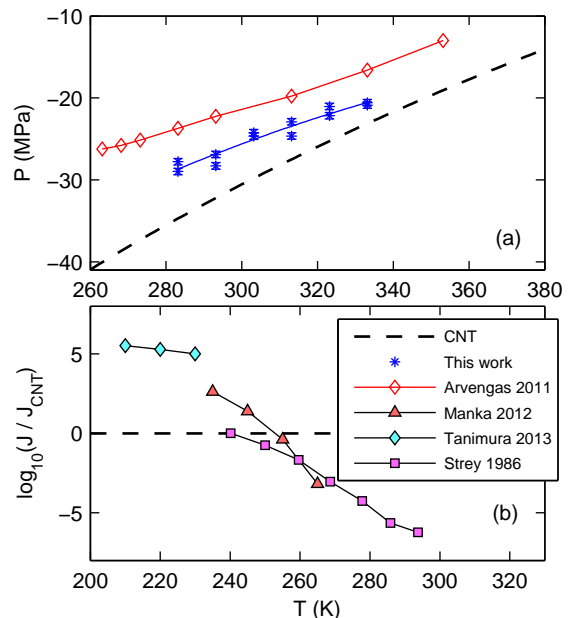 −10
−20
−30
−40
P (MPa)
(a)
260 280 300 320 340 360 380
5
0
−5
log10(J / JCNT)
CNT
This work
Arvengas 2011
Manka 2012
Tanimura 2013
Strey 1986
(b)
200 220 240 260 280 300 320
T (K)